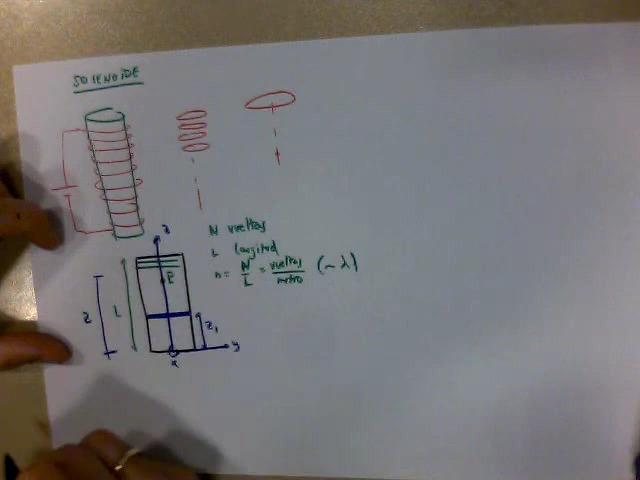 SOLENOIDE
N vueltas
L longitud
n = N/L = vueltas/metro (~λ)
z
P
z
L
z₁
y
x